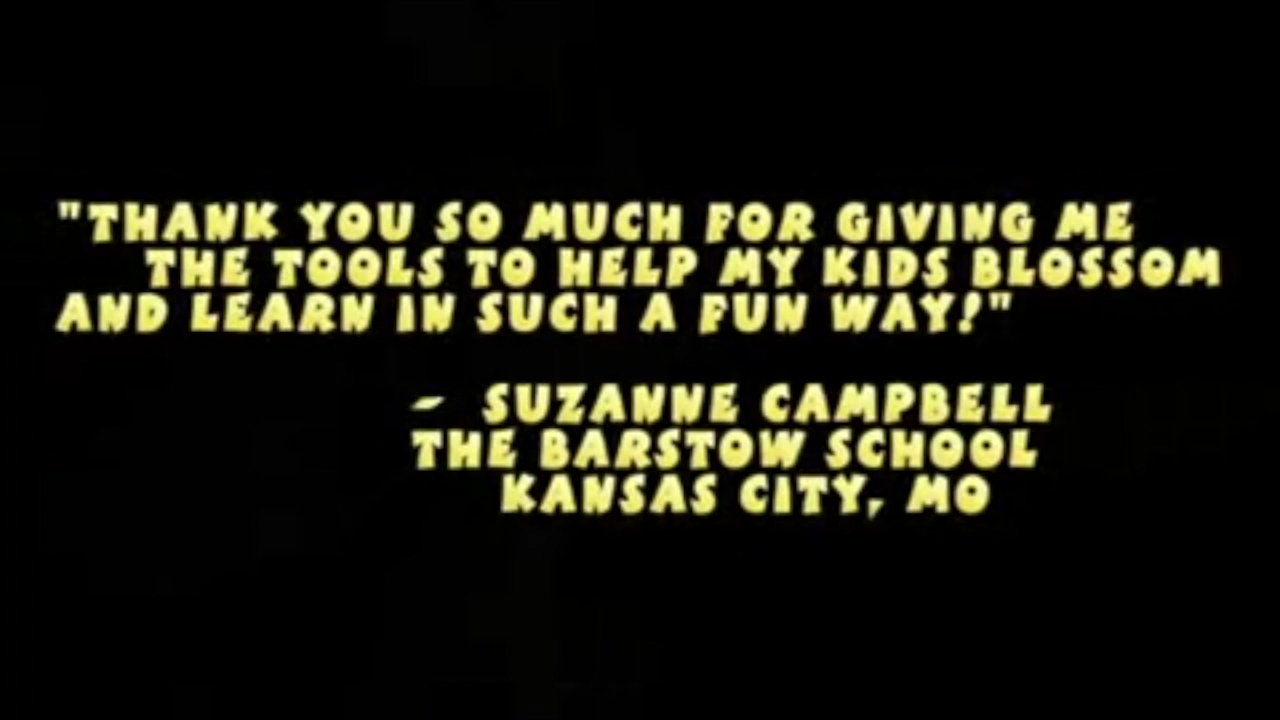 "THANK YOU SO MUCH FOR GIVING ME
THE TOOLS TO HELP MY KIDS BLOSSOM
AND LEARN IN SUCH A FUN WAY!"
- SUZANNE CAMPBELL
THE BARSTOW SCHOOL
KANSAS CITY, MO